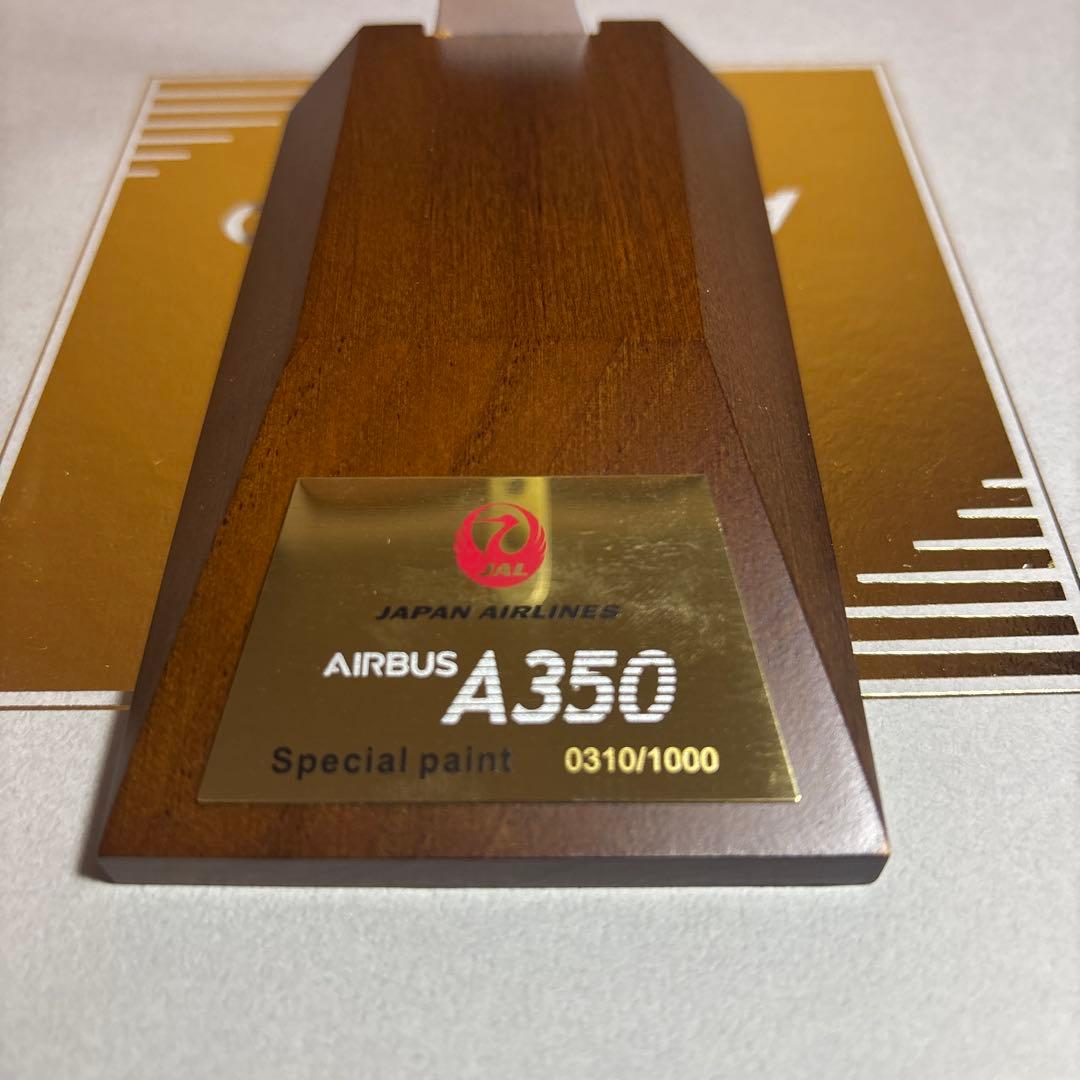 JAL
JAPAN AIRLINES
AIRBUS A350
Special paint 0310/1000